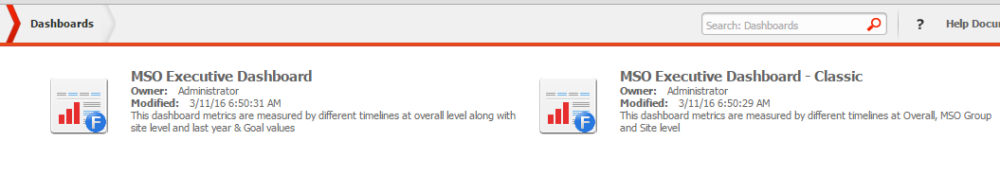 Dashboards
Search: Dashboards
?
MSO Executive Dashboard
Owner: Administrator
Modified: 3/11/16 6:50:31 AM
This dashboard metrics are measured by different timelines at overall level along with
site level and last year & Goal values
F
MSO Executive Dashboard - Classic
Owner: Administrator
Modified: 3/11/16 6:50:29 AM
This dashboard metrics are measured by different timelines at Overall, MSO Group
and Site level
F